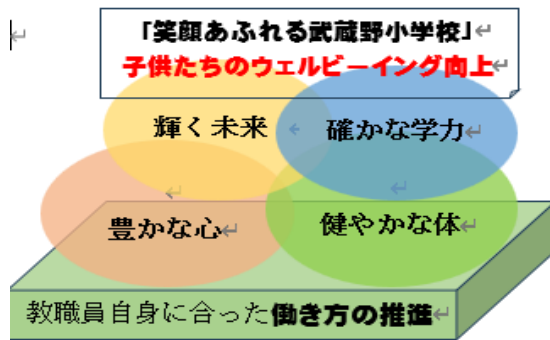 「笑顔あふれる武蔵野小学校」
子供たちのウェルビーイング向上
輝く未来
確かな学力
豊かな心
健やかな体
教職員自身に合った働き方の推進